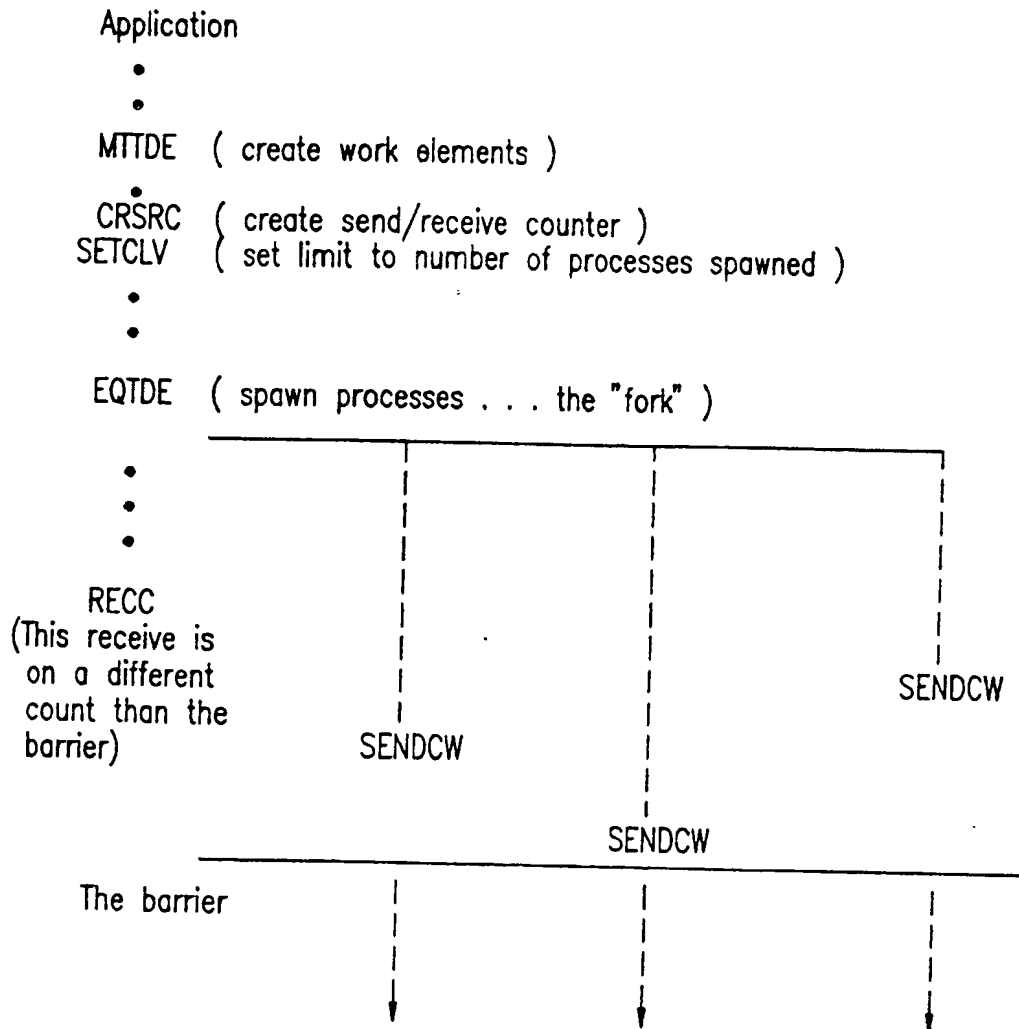 Application
MTTDE ( create work elements )
CRSRC ( create send/receive counter )
SETCLV ( set limit to number of processes spawned )
EQTDE ( spawn processes . . . the "fork" )
RECC
(This receive is
on a different
count than the
barrier)
SENDCW
SENDCW
SENDCW
The barrier